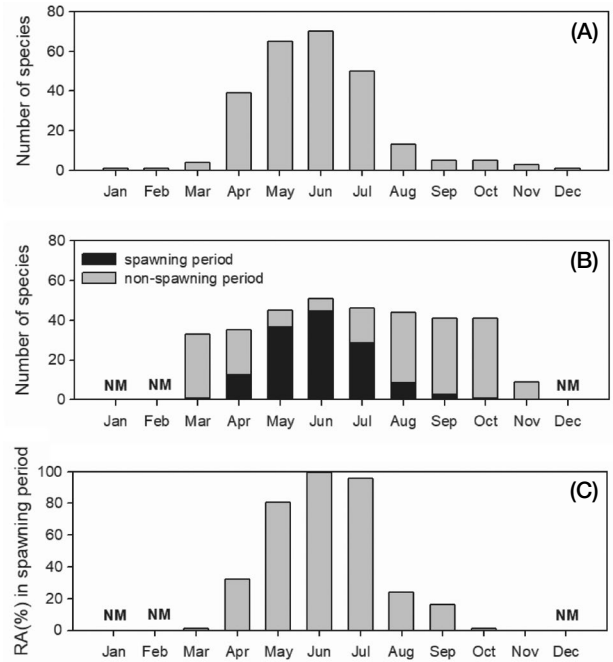 (A)
Number of species
80
60
40
20
0
Jan Feb Mar Apr May Jun Jul Aug Sep Oct Nov Dec
(B)
Number of species
80
60
40
20
0
spawning period
non-spawning period
NM NM NM
Jan Feb Mar Apr May Jun Jul Aug Sep Oct Nov Dec
(C)
RA(%) in spawning period
100
80
60
40
20
0
NM NM NM
Jan Feb Mar Apr May Jun Jul Aug Sep Oct Nov Dec